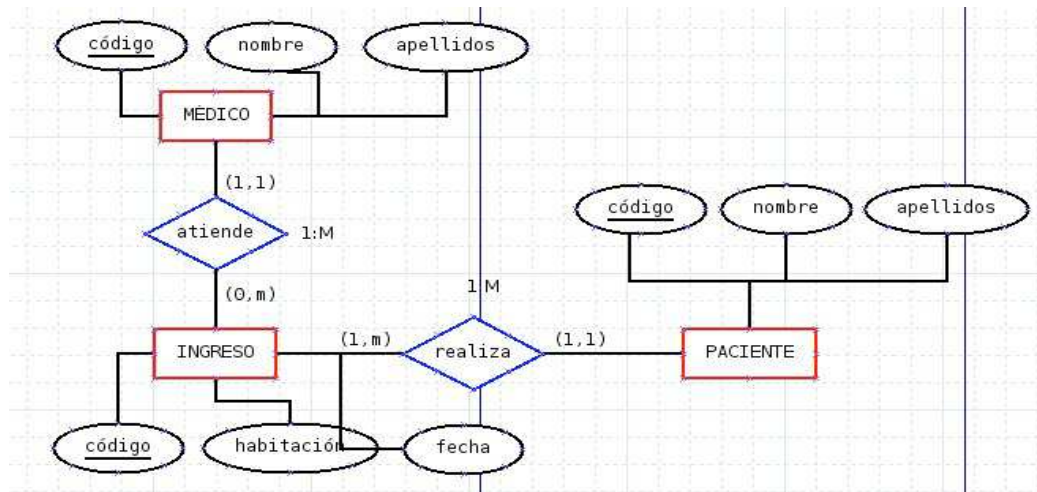 código
nombre
apellidos
MÉDICO
(1,1)
atiende
1:M
(0,m)
código
nombre
apellidos
1:M
INGRESO
(1,m)
realiza
(1,1)
PACIENTE
código
habitación
fecha